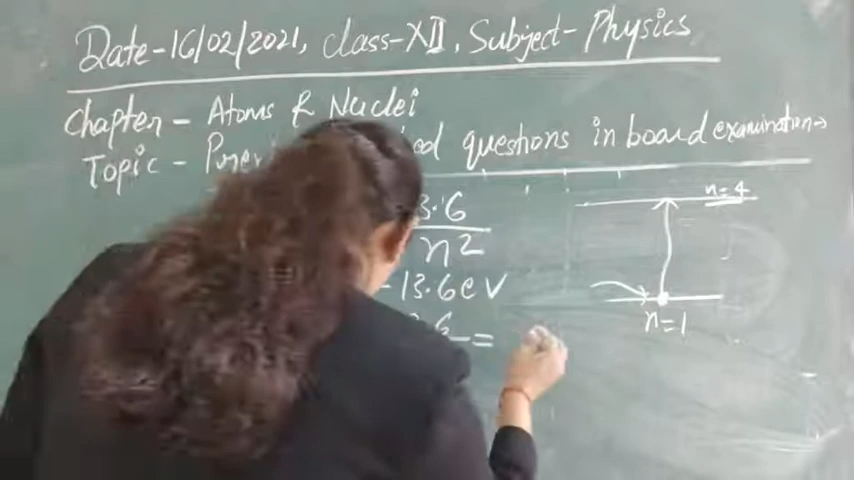 Date-16/02/2021, class-XII, Subject- Physics
Chapter - Atoms & Nuclei
Topic - questions in board examination→
3.6
n²
-13.6eV
=
n=4
n=1